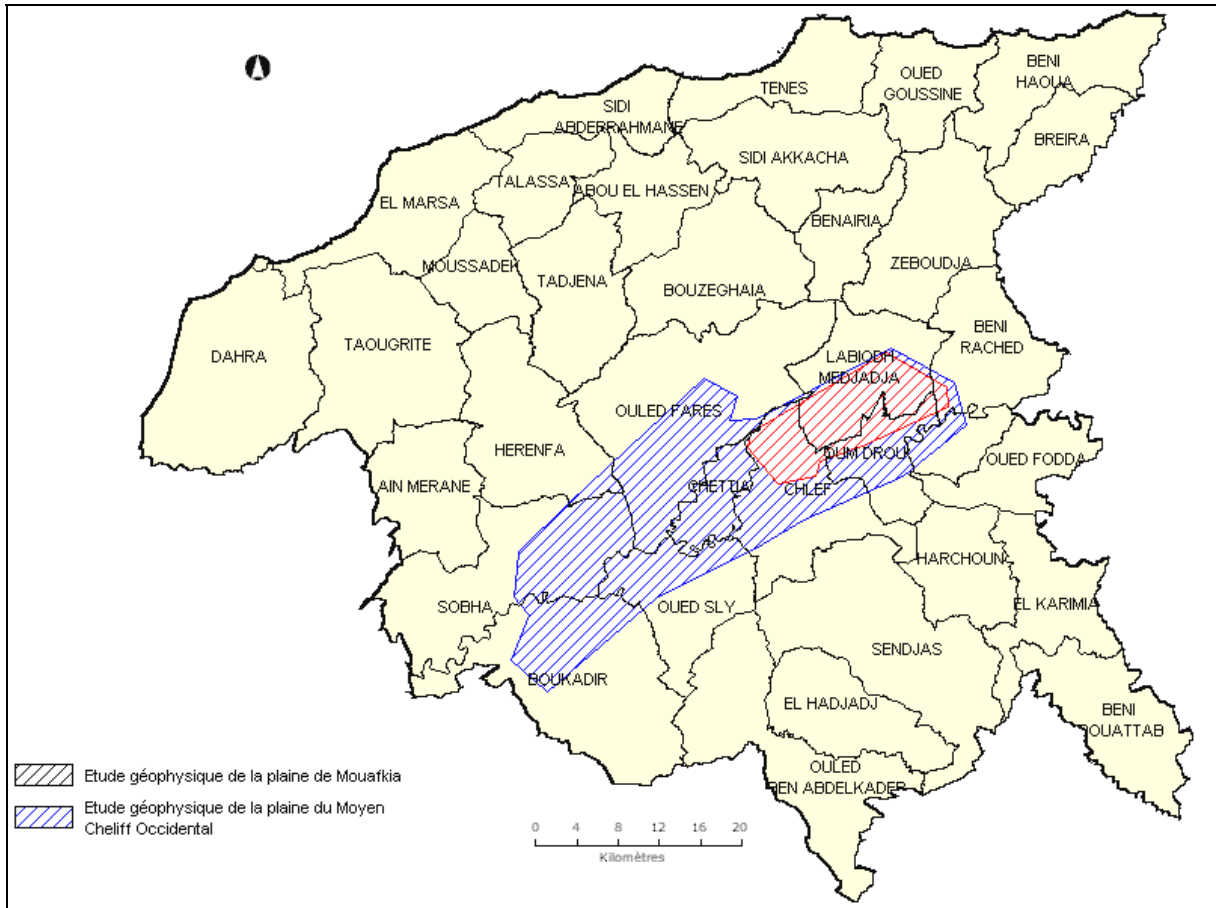 BENI
HAOUA
OUED
GOUSSINE
TENES
SIDI
ABDERRAHMANE
BREIRA
SIDI AKKACHA
TALASSA
ABOU EL HASSEN
EL MARSA
BENAIRIA
MOUSSADEK
TADJENA
BOUZEGHAIA
ZEBOUDJA
BENI
RACHED
DAHRA
TAOUGRITE
LABIODH
MEDJADJA
OULED FARES
HERENFA
OUM DROU
OUED FODDA
AIN MERANE
CHETTIA
CHLEF
HARCHOUN
SOBHA
OUED SLY
EL KARIMIA
SENDJAS
BOUKADIR
EL HADJADJ
BENI
BOUATTAB
OULED
BEN ABDELKADER
Etude géophysique de la plaine de Mouafkia
Etude géophysique de la plaine du Moyen
Cheliff Occidental
0 4 8 12 16 20
Kilomètres